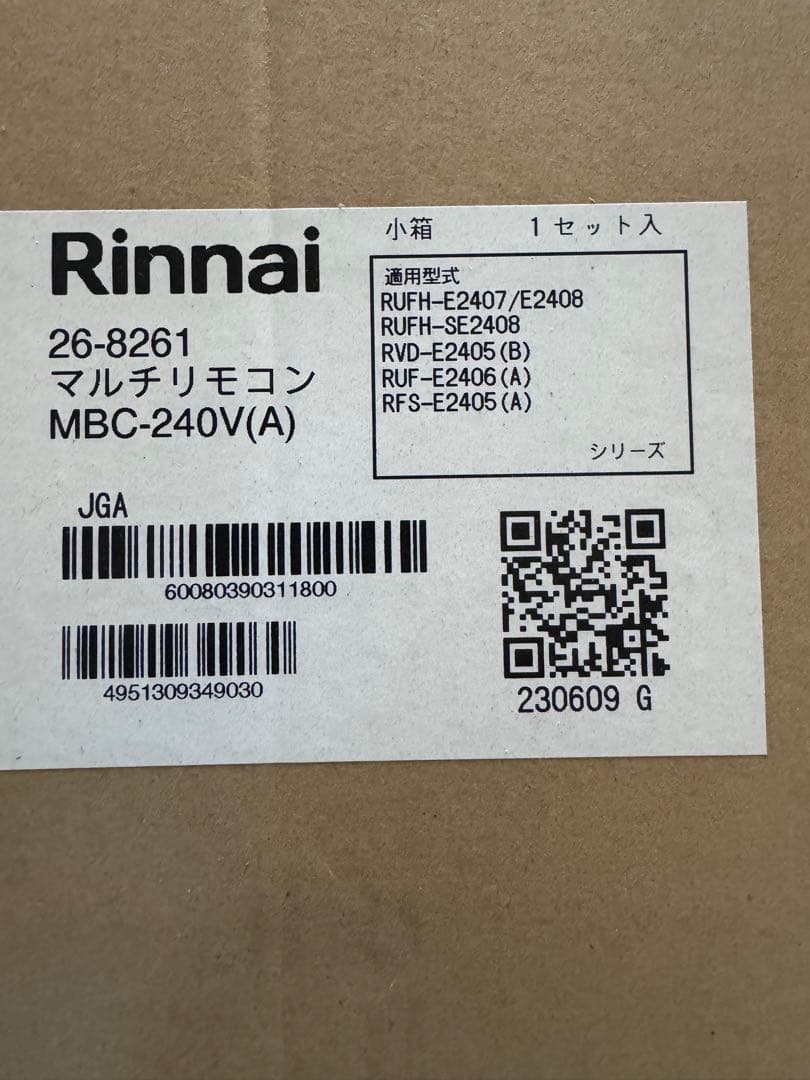 Rinnai
26-8261
マルチリモコン
MBC-240V(A)
小箱 1セット入
適用型式
RUFH-E2407/E2408
RUFH-SE2408
RVD-E2405(B)
RUF-E2406(A)
RFS-E2405(A)
シリーズ
JGA
60080390311800
4951309349030
230609 G